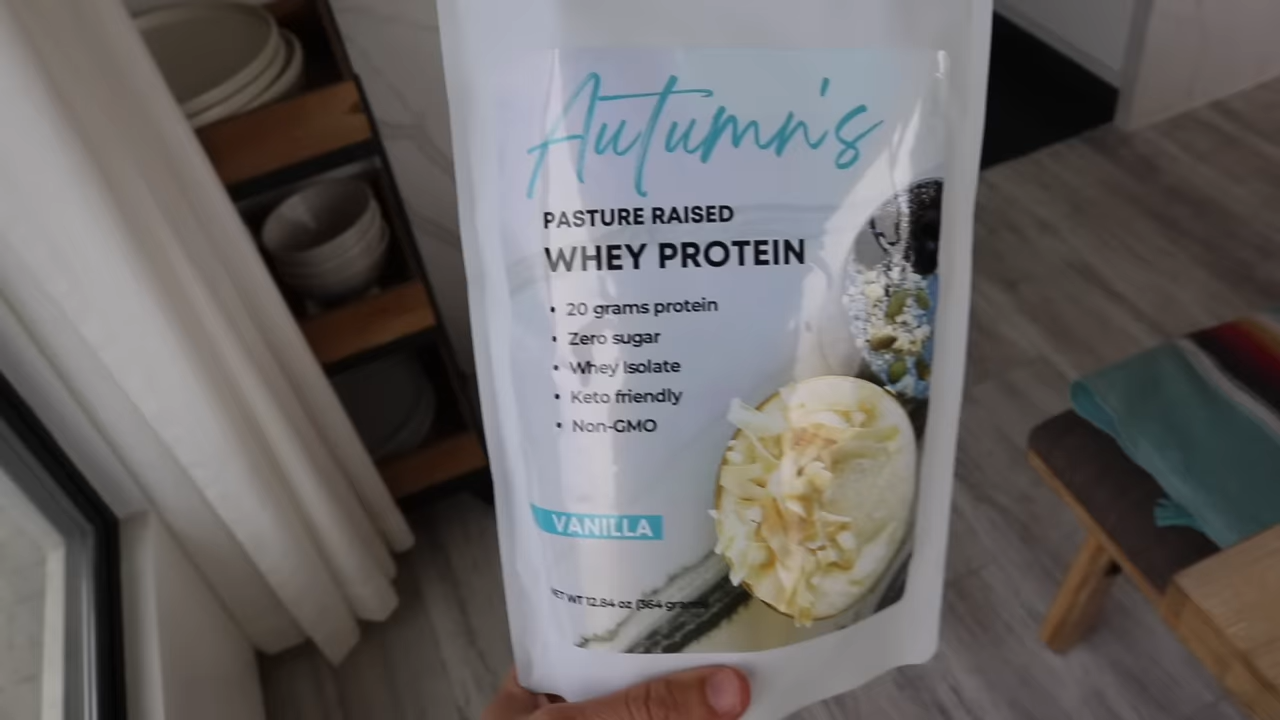 Autumn's
PASTURE RAISED
WHEY PROTEIN
• 20 grams protein
• Zero sugar
• Whey Isolate
• Keto friendly
• Non-GMO
VANILLA
NET WT 12.84 oz (364 grams)